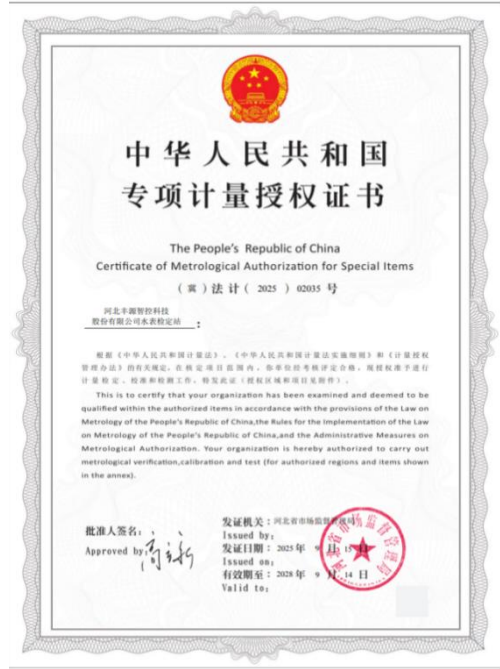 中华人民共和国
专项计量授权证书
The People's Republic of China
Certificate of Metrological Authorization for Special Items
（ 冀 ）法 计（ 2025 ）02035 号
河北丰源智控科技
股份有限公司水表检定站 ：
根据《中华人民共和国计量法》、《中华人民共和国计量法实施细则》和《计量授权
管理办法》的有关规定，在核定项目范围内，你单位经考核评定合格，现授权准予进行
计量检定、校准和检测工作，特发此证（授权区域和项目见附件）。
This is to certify that your organization has been examined and deemed to be
qualified within the authorized items in accordance with the provisions of the Law on
Metrology of the People's Republic of China,the Rules for the Implementation of the Law
on Metrology of the People's Republic of China,and the Administrative Measures on
Metrological Authorization. Your organization is hereby authorized to carry out
metrological verification,calibration and test (for authorized regions and items shown
in the annex).
批准人签名：
Approved by:
发证机关：河北省市场监督管理局
Issued by:
发证日期： 2025 年 9 月 15 日
Issued on:
有效期至： 2028 年 9 月 14 日
Valid to:
河北省市场监督管理局